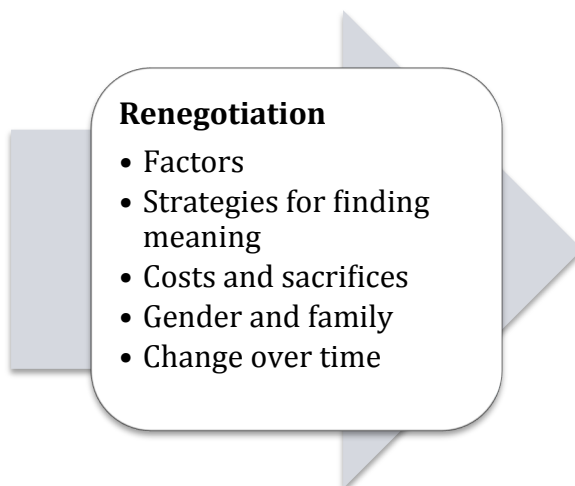 Renegotiation
• Factors
• Strategies for finding
meaning
• Costs and sacrifices
• Gender and family
• Change over time